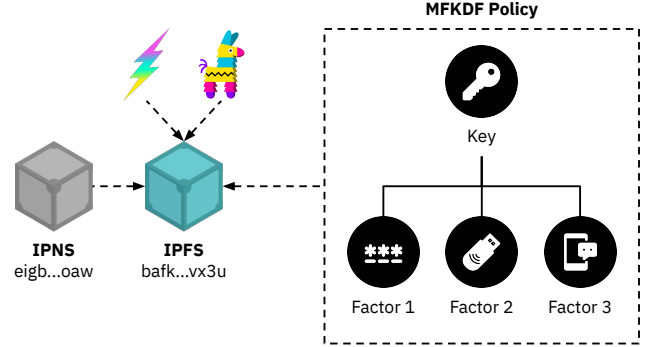 MFKDF Policy
Key
IPNS
eigb...oaw
IPFS
bafk...vx3u
Factor 1
Factor 2
Factor 3